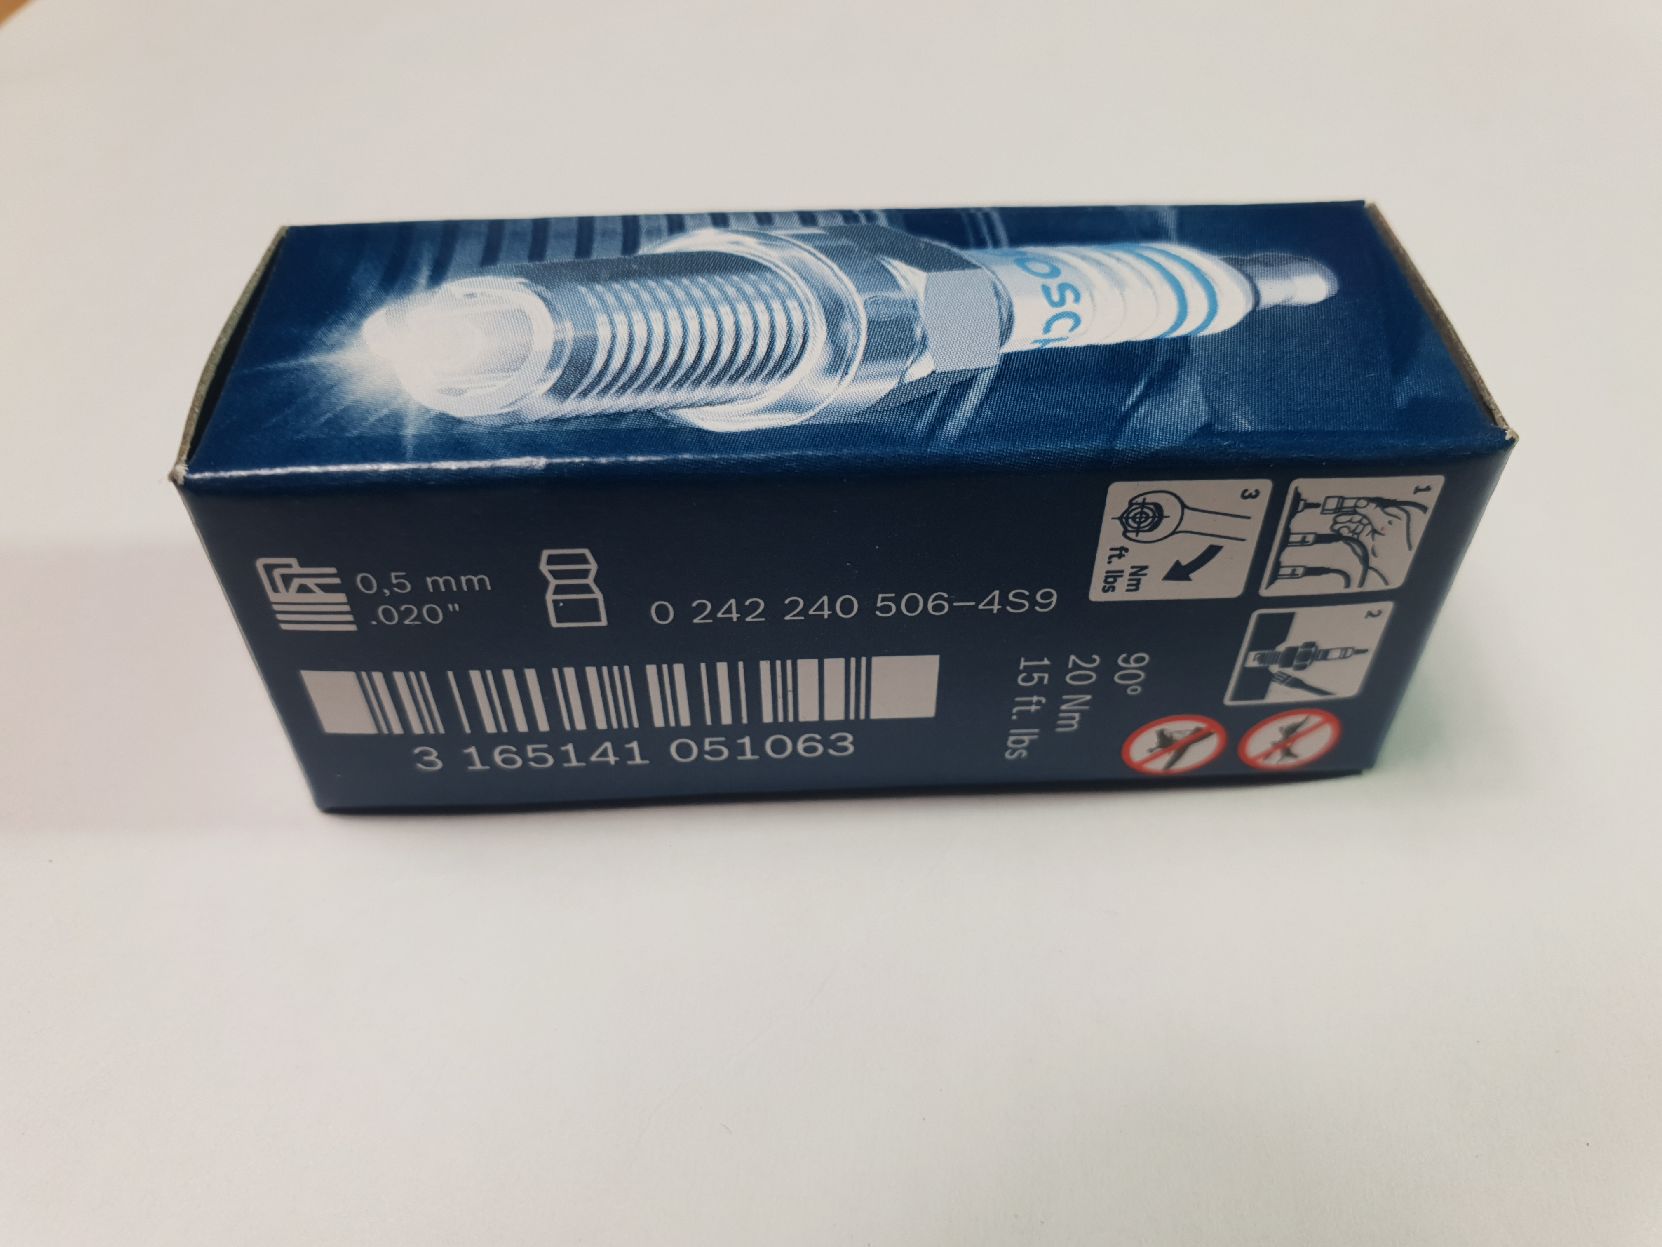 BOSCH
0,5 mm
.020"
0 242 240 506-4S9
3 165141 051063
3
Nm
ft. lbs
1
2
90°
20 Nm
15 ft. lbs